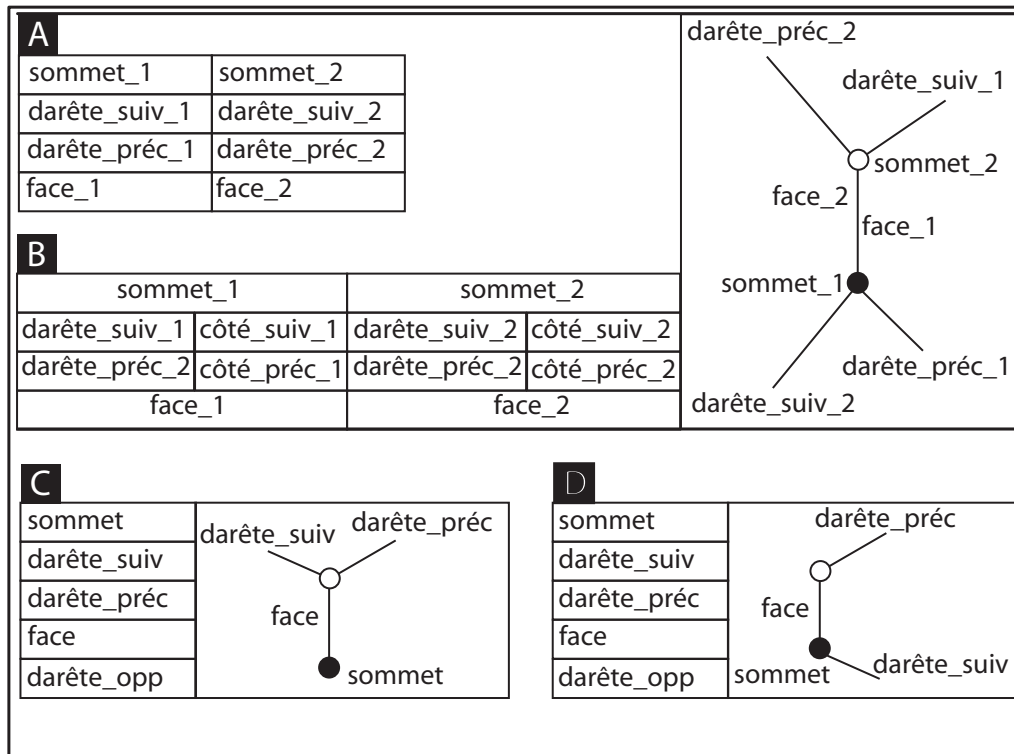 A
sommet_1 sommet_2
darête_suiv_1 darête_suiv_2
darête_préc_1 darête_préc_2
face_1 face_2
darête_préc_2
darête_suiv_1
sommet_2
face_2
face_1
sommet_1
darête_préc_1
darête_suiv_2
B
sommet_1 sommet_2
darête_suiv_1 côté_suiv_1 darête_suiv_2 côté_suiv_2
darête_préc_2 côté_préc_1 darête_préc_2 côté_préc_2
face_1 face_2
C
sommet
darête_suiv
darête_préc
face
darête_opp
darête_suiv
darête_préc
face
sommet
D
sommet
darête_suiv
darête_préc
face
darête_opp
darête_préc
face
sommet
darête_suiv